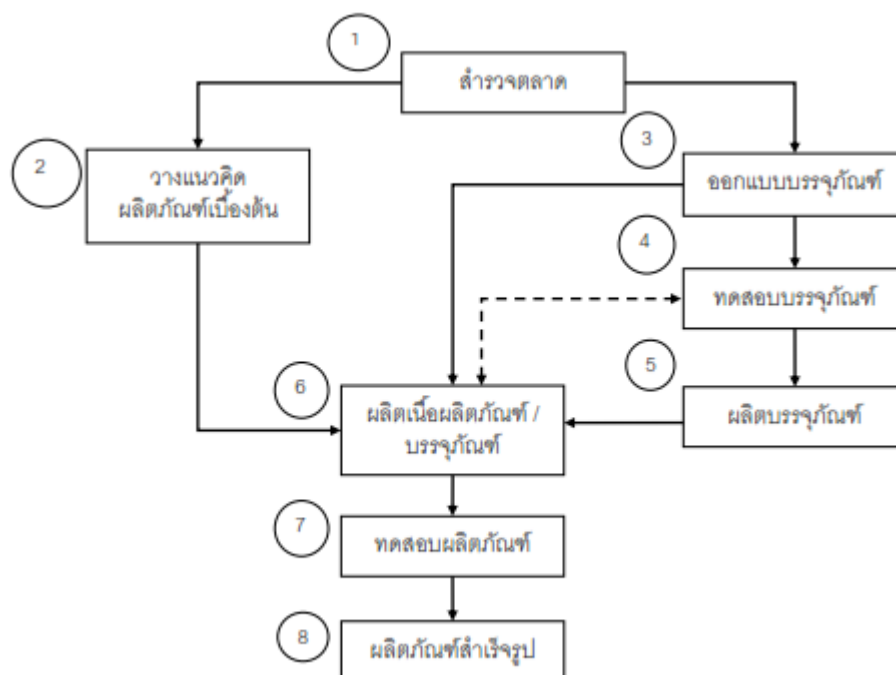 1
สำรวจตลาด
2
วางแนวคิด
ผลิตภัณฑ์เบื้องต้น
3
ออกแบบบรรจุภัณฑ์
4
ทดสอบบรรจุภัณฑ์
5
ผลิตบรรจุภัณฑ์
6
ผลิตเนื้อผลิตภัณฑ์ /
บรรจุภัณฑ์
7
ทดสอบผลิตภัณฑ์
8
ผลิตภัณฑ์สำเร็จรูป